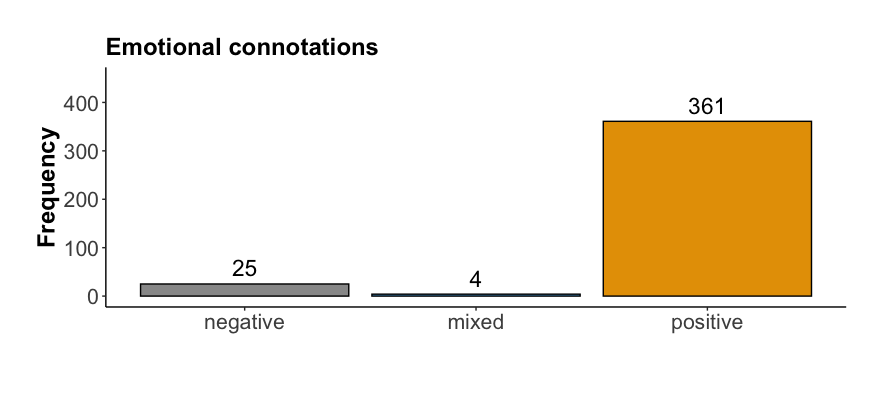 Emotional connotations
Frequency
400
300
200
100
0
25
4
361
negative
mixed
positive